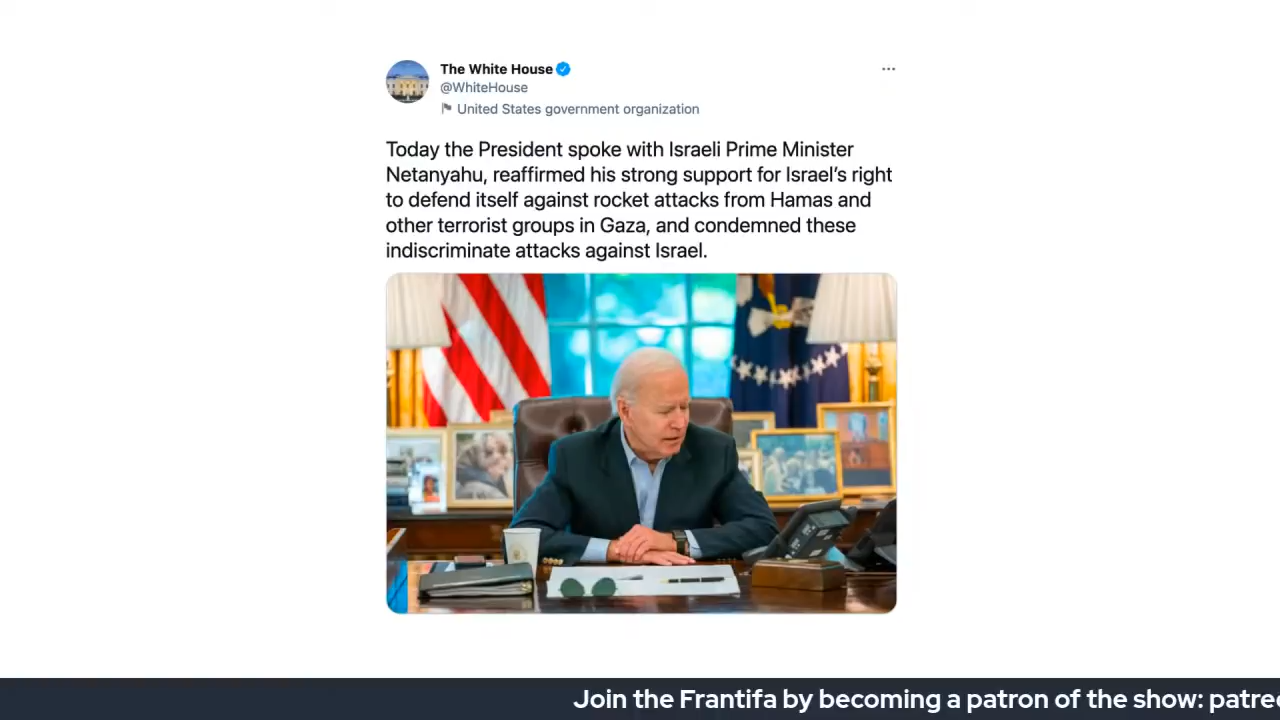 The White House
@WhiteHouse
United States government organization
Today the President spoke with Israeli Prime Minister
Netanyahu, reaffirmed his strong support for Israel’s right
to defend itself against rocket attacks from Hamas and
other terrorist groups in Gaza, and condemned these
indiscriminate attacks against Israel.
Join the Frantifa by becoming a patron of the show: